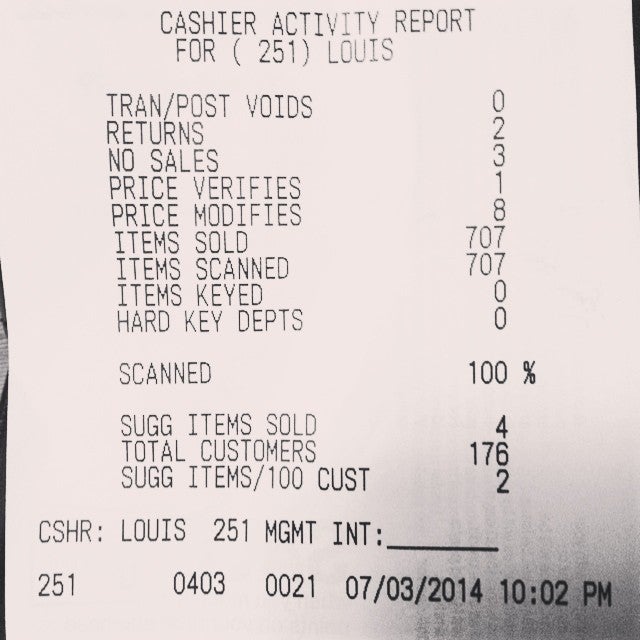 CASHIER ACTIVITY REPORT
FOR ( 251) LOUIS
TRAN/POST VOIDS 0
RETURNS 2
NO SALES 3
PRICE VERIFIES 1
PRICE MODIFIES 8
ITEMS SOLD 707
ITEMS SCANNED 707
ITEMS KEYED 0
HARD KEY DEPTS 0
SCANNED 100 %
SUGG ITEMS SOLD 4
TOTAL CUSTOMERS 176
SUGG ITEMS/100 CUST 2
CSHR: LOUIS 251 MGMT INT:________
251 0403 0021 07/03/2014 10:02 PM